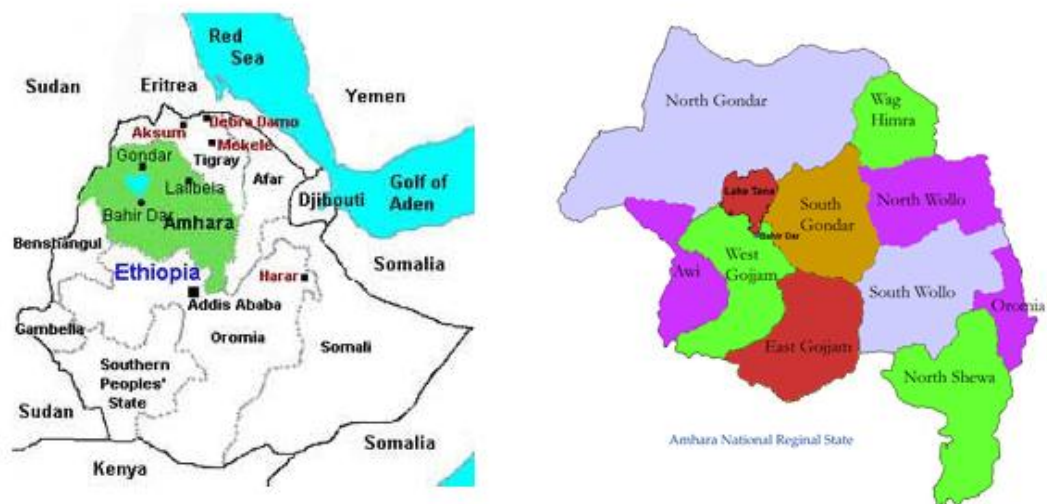 Red
Sea
Sudan
Eritrea
Yemen
Debra Damo
Aksum
Mekele
Gondar
Tigray
Afar
Lalibela
Djibouti
Golf of
Aden
Bahir Dar
Amhara
Benshangul
Ethiopia
Somalia
Harar
Addis Ababa
Gambella
Oromia
Somali
Southern
Peoples'
State
Sudan
Somalia
Kenya
North Gondar
Wag
Himra
Lake Tana
North Wollo
South
Gondar
Bahir Dar
West
Gojjam
Awi
South Wollo
Oromia
East Gojjam
North Shewa
Amhara National Reginal State